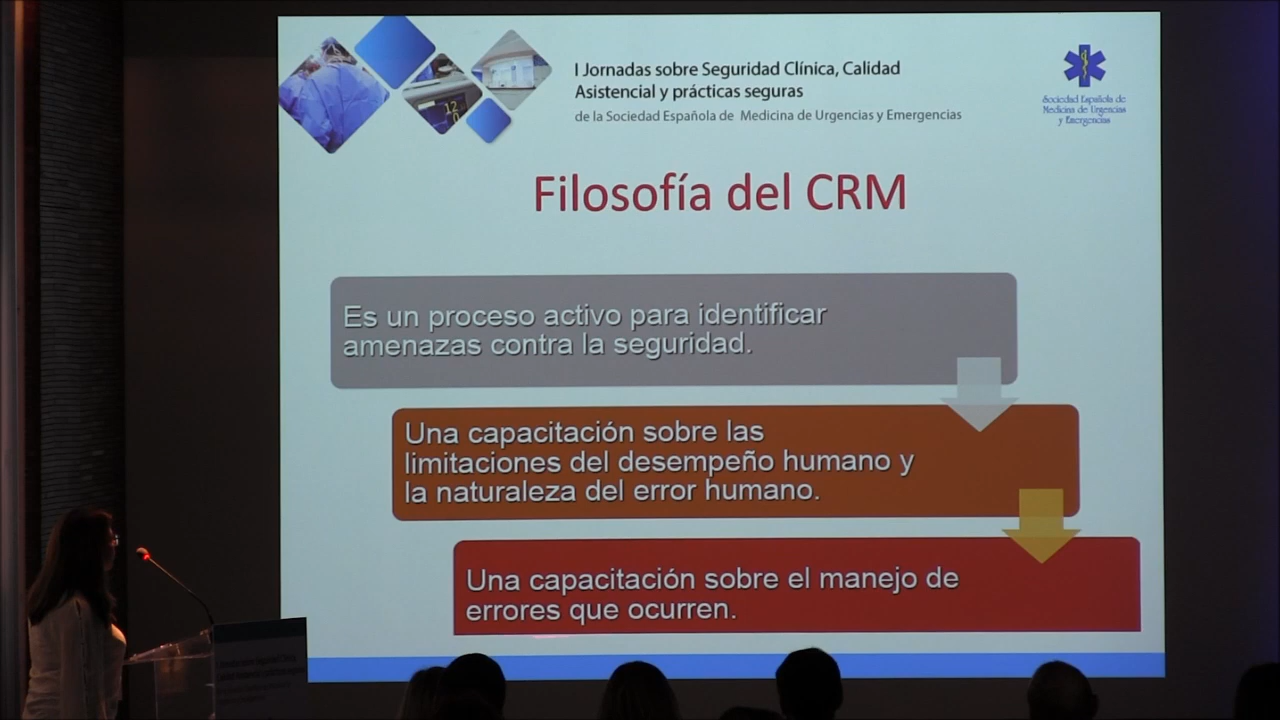 I Jornadas sobre Seguridad Clínica, Calidad
Asistencial y prácticas seguras
de la Sociedad Española de Medicina de Urgencias y Emergencias
Sociedad Española de
Medicina de Urgencias
y Emergencias
12
Filosofía del CRM
Es un proceso activo para identificar
amenazas contra la seguridad.
Una capacitación sobre las
limitaciones del desempeño humano y
la naturaleza del error humano.
Una capacitación sobre el manejo de
errores que ocurren.